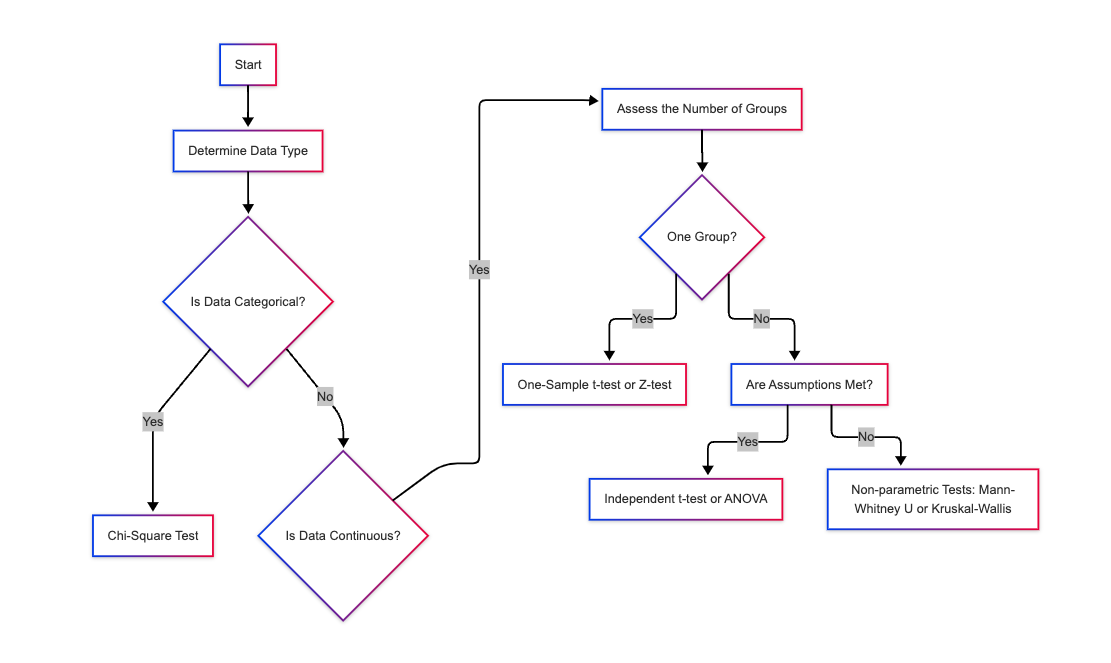 Start
Determine Data Type
Is Data Categorical?
Yes
No
Chi-Square Test
Is Data Continuous?
Yes
Assess the Number of Groups
One Group?
Yes
No
One-Sample t-test or Z-test
Are Assumptions Met?
Yes
No
Independent t-test or ANOVA
Non-parametric Tests: Mann-
Whitney U or Kruskal-Wallis